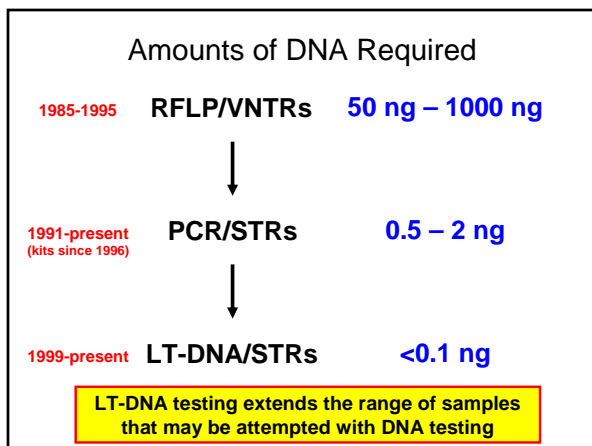 Amounts of DNA Required
1985-1995 RFLP/VNTRs 50 ng – 1000 ng
1991-present PCR/STRs 0.5 – 2 ng
(kits since 1996)
1999-present LT-DNA/STRs <0.1 ng
LT-DNA testing extends the range of samples
that may be attempted with DNA testing